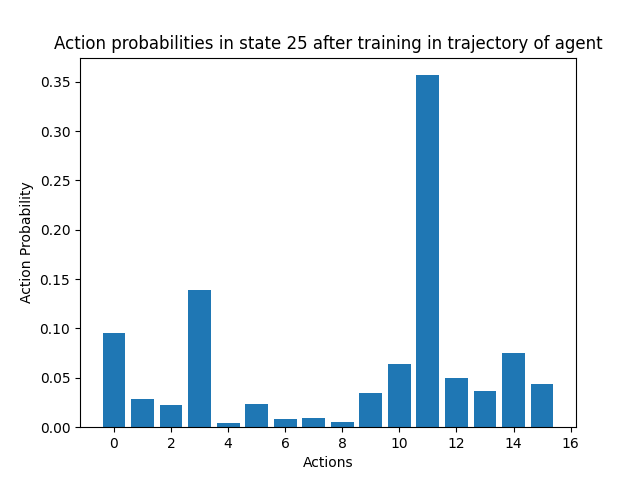 Action probabilities in state 25 after training in trajectory of agent
0.35
0.30
0.25
0.20
0.15
0.10
0.05
0.00
Action Probability
0 2 4 6 8 10 12 14 16
Actions